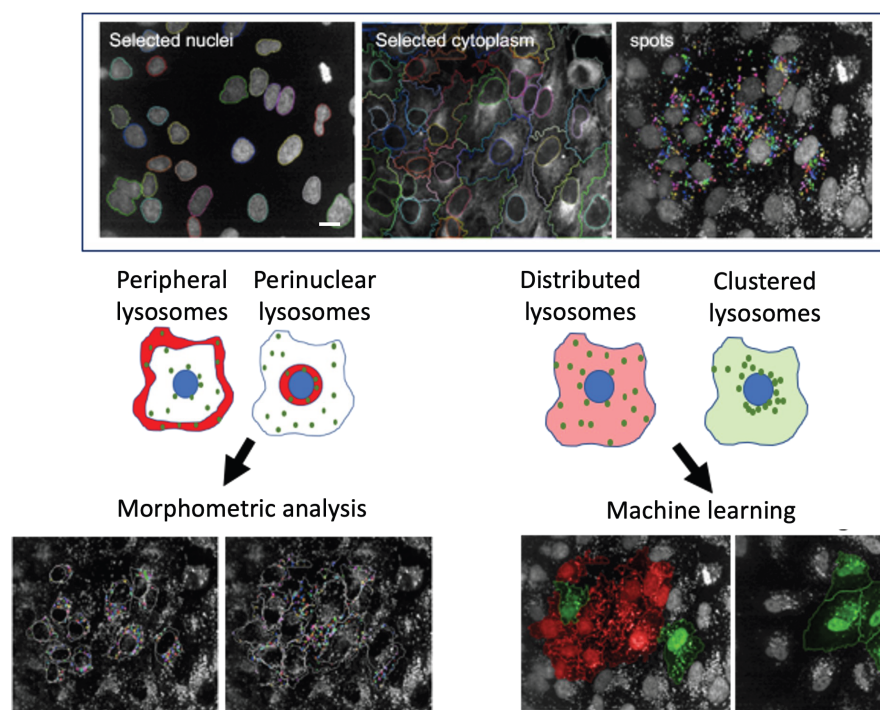 Selected nuclei
Selected cytoplasm
spots
Peripheral
lysosomes
Perinuclear
lysosomes
Distributed
lysosomes
Clustered
lysosomes
Morphometric analysis
Machine learning